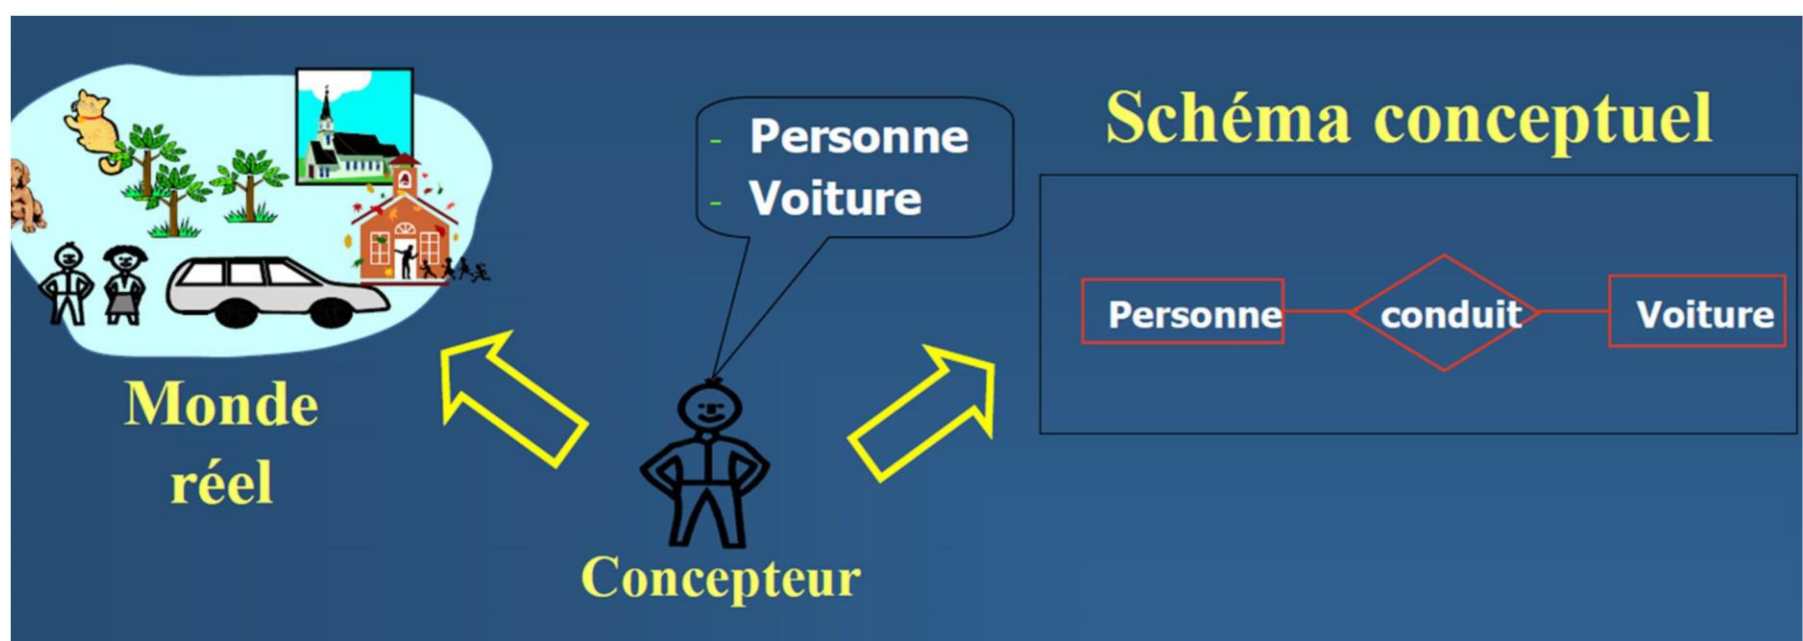 Monde
réel
- Personne
- Voiture
Concepteur
Schéma conceptuel
Personne conduit Voiture